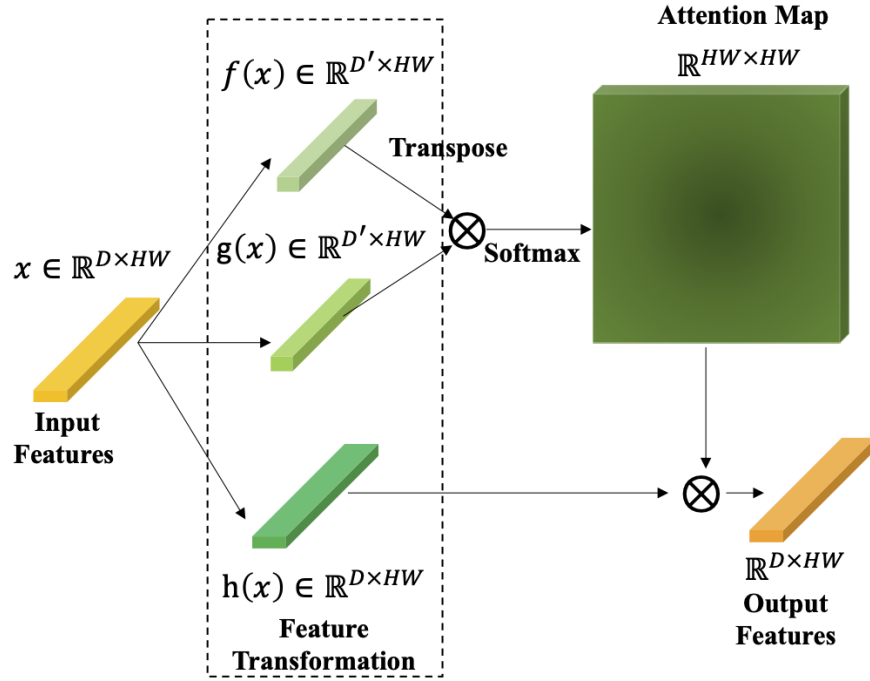 Attention Map
ℝ^{HW×HW}
f(x) ∈ ℝ^{D′×HW}
Transpose
g(x) ∈ ℝ^{D′×HW}
Softmax
x ∈ ℝ^{D×HW}
Input
Features
h(x) ∈ ℝ^{D×HW}
Feature
Transformation
ℝ^{D×HW}
Output
Features